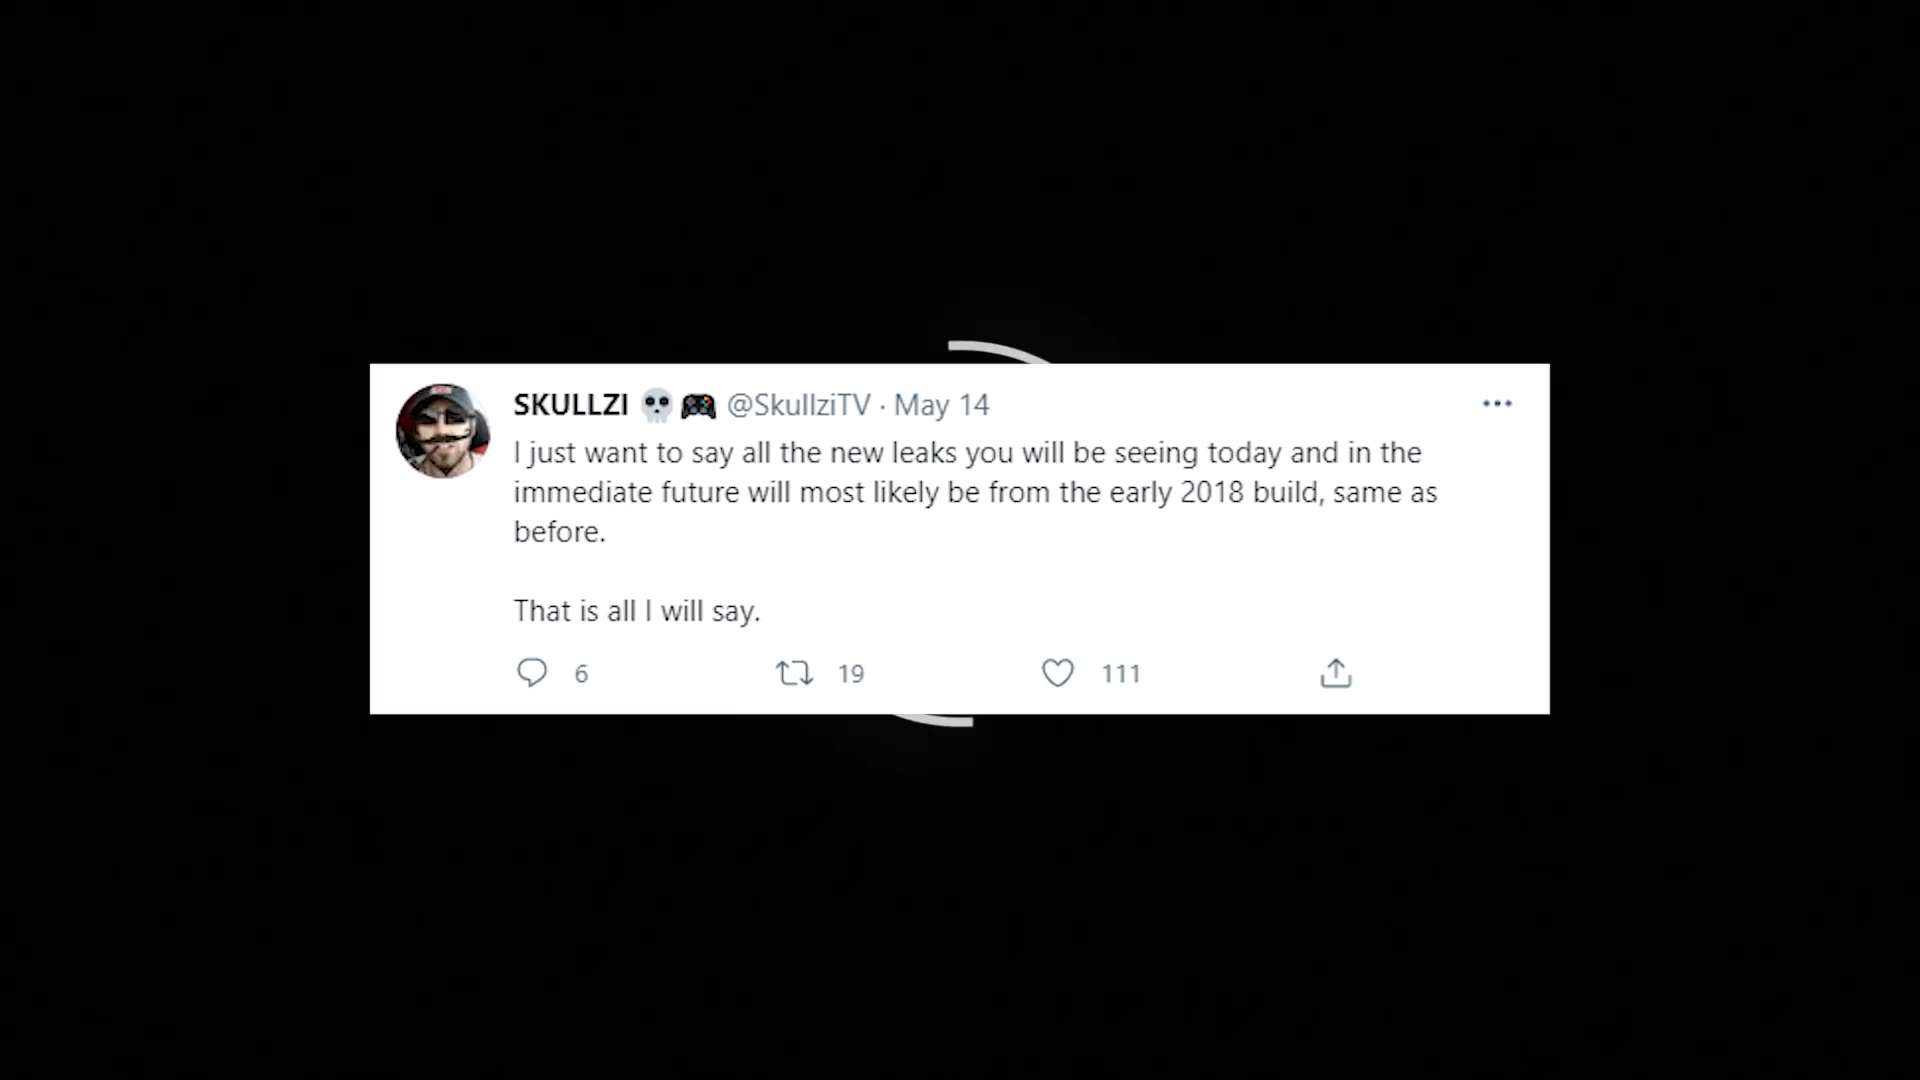 SKULLZI 💀🎮 @SkullziTV · May 14
I just want to say all the new leaks you will be seeing today and in the
immediate future will most likely be from the early 2018 build, same as
before.
That is all I will say.
6 19 111